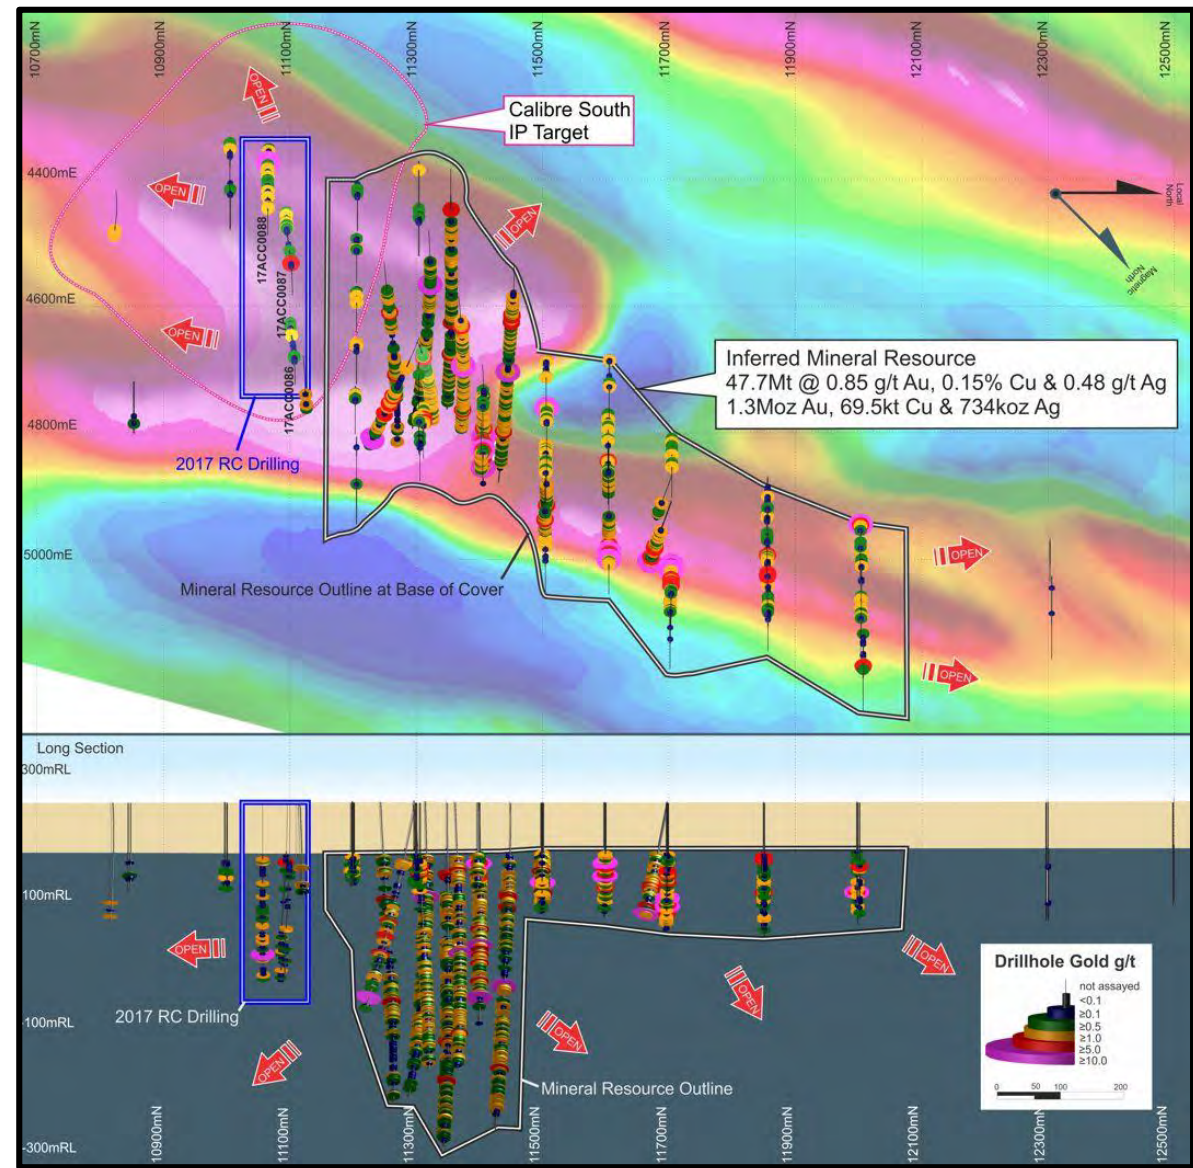 10700mN
10900mN
11100mN
11300mN
11500mN
11700mN
11900mN
12100mN
12300mN
12500mN
OPEN
Calibre South
IP Target
4400mE
OPEN
OPEN
Local
North
Magnetic
North
17ACC0088
17ACC0087
17ACC0086
4600mE
OPEN
Inferred Mineral Resource
47.7Mt @ 0.85 g/t Au, 0.15% Cu & 0.48 g/t Ag
1.3Moz Au, 69.5kt Cu & 734koz Ag
4800mE
2017 RC Drilling
5000mE
OPEN
Mineral Resource Outline at Base of Cover
OPEN
Long Section
300mRL
100mRL
OPEN
OPEN
OPEN
2017 RC Drilling
-100mRL
OPEN
OPEN
Mineral Resource Outline
Drillhole Gold g/t
not assayed
<0.1
≥0.1
≥0.5
≥1.0
≥5.0
≥10.0
0 50 100 200
-300mRL
10900mN
11100mN
11300mN
11500mN
11700mN
11900mN
12100mN
12300mN
12500mN